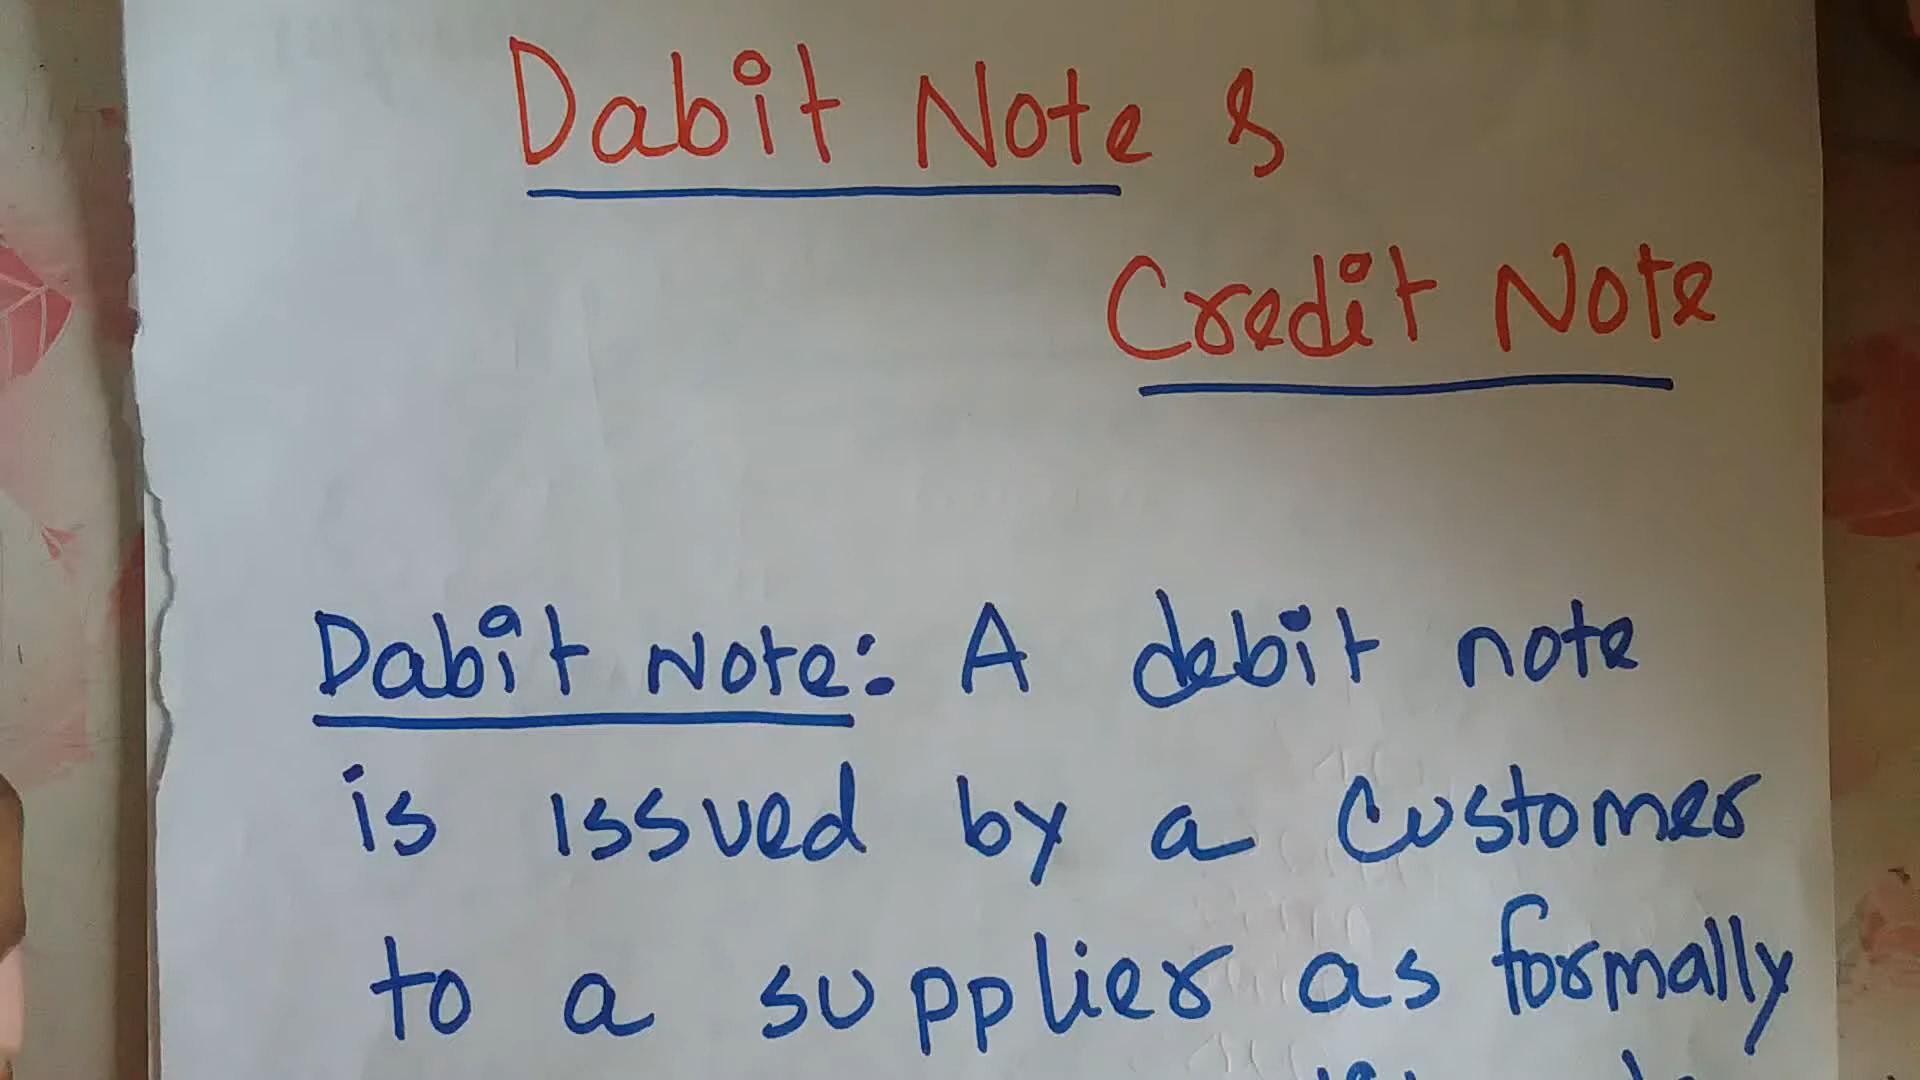 Dabit Note &
Credit Note
Dabit Note: A debit note
is issued by a customer
to a supplier as formally